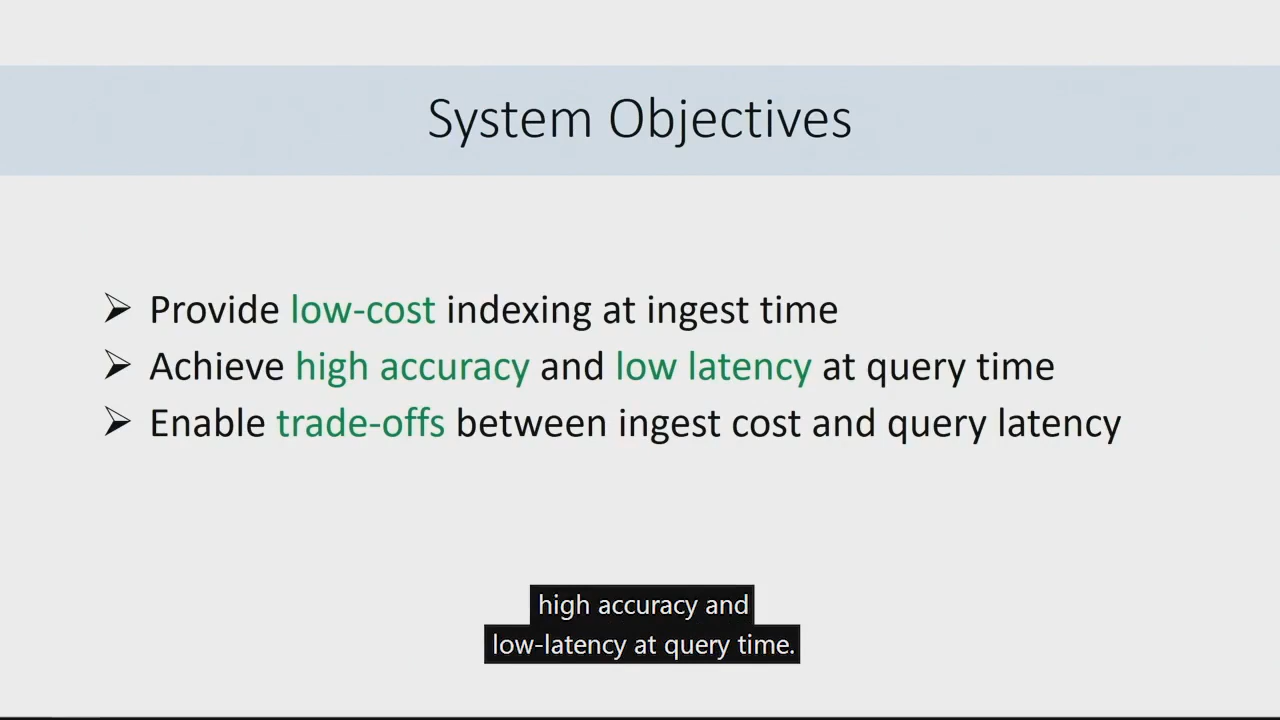 System Objectives
➢ Provide low-cost indexing at ingest time
➢ Achieve high accuracy and low latency at query time
➢ Enable trade-offs between ingest cost and query latency
high accuracy and
low-latency at query time.